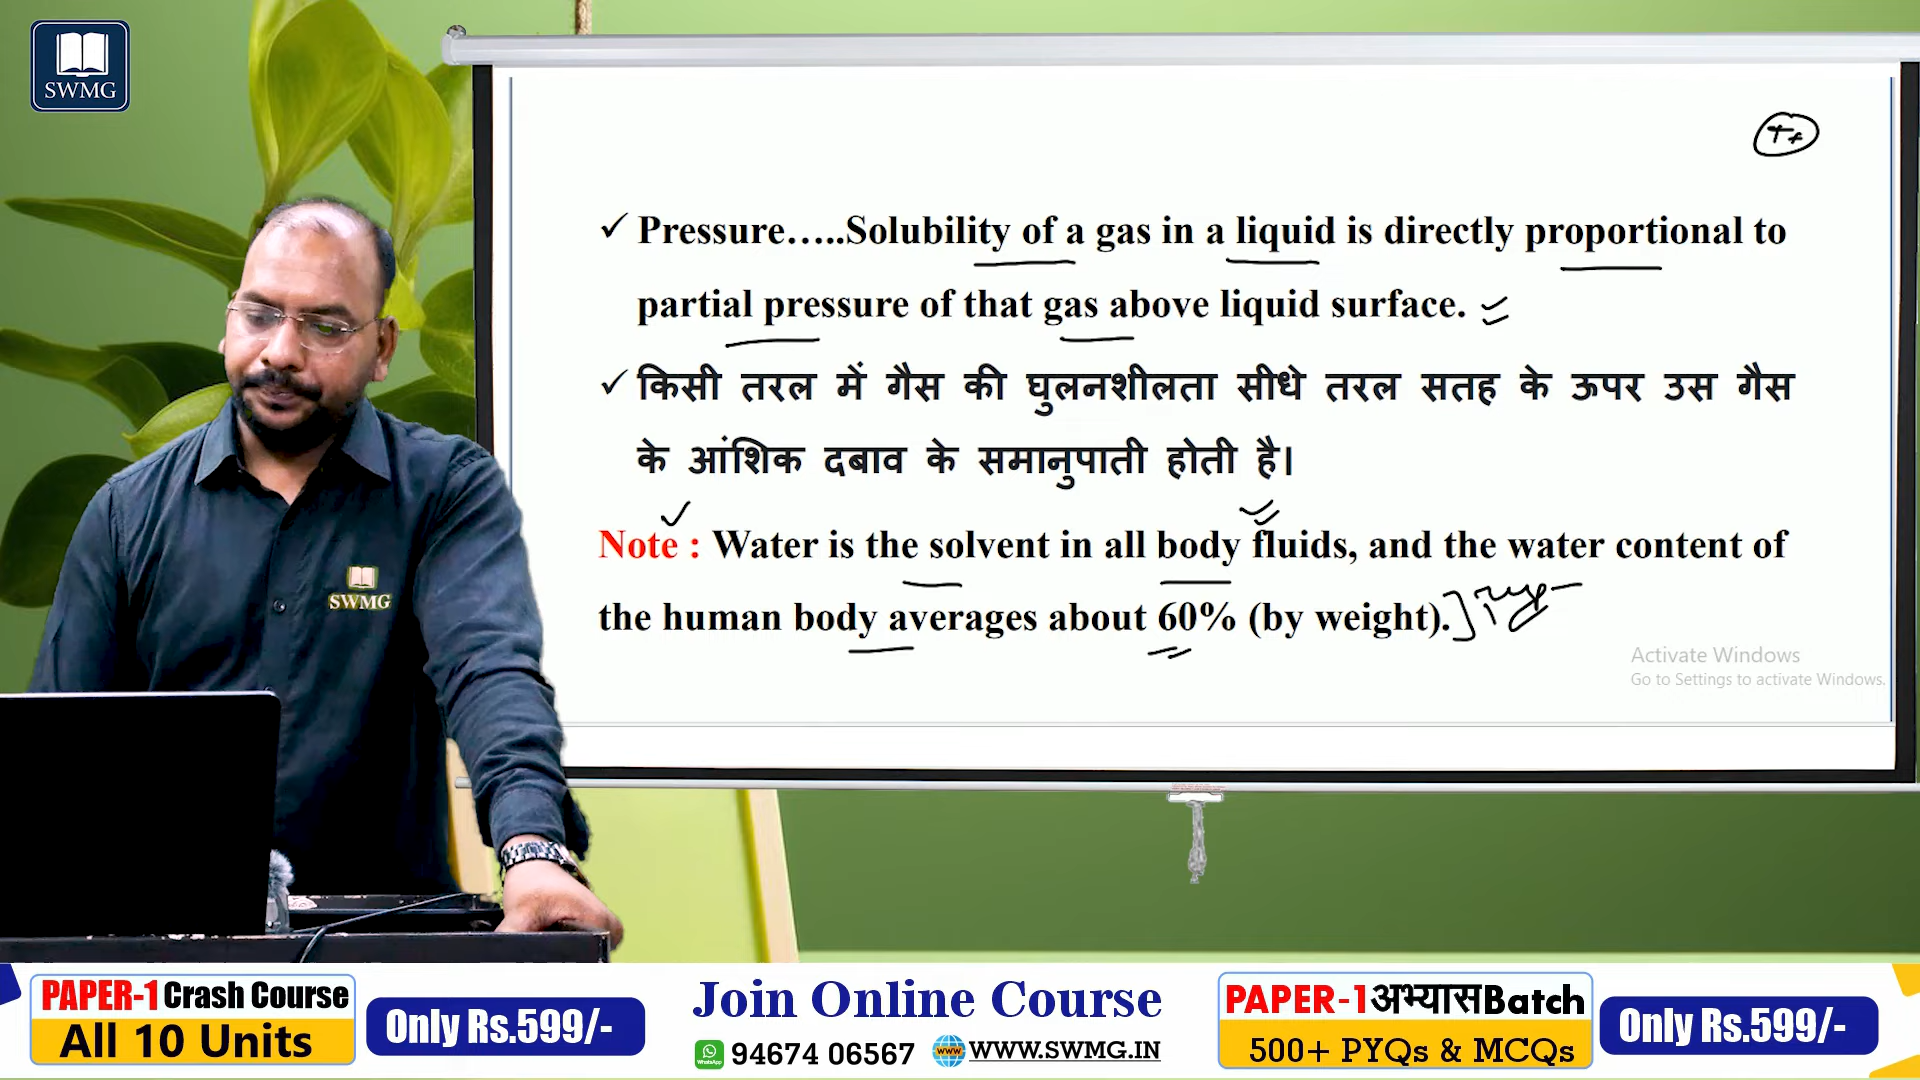 SWMG
T
✓ Pressure…..Solubility of a gas in a liquid is directly proportional to
partial pressure of that gas above liquid surface.
✓ किसी तरल में गैस की घुलनशीलता सीधे तरल सतह के ऊपर उस गैस
के आंशिक दबाव के समानुपाती होती है।
Note : Water is the solvent in all body fluids, and the water content of
the human body averages about 60% (by weight).
SWMG
Activate Windows
Go to Settings to activate Windows.
PAPER-1 Crash Course
All 10 Units
Only Rs.599/-
Join Online Course
94674 06567 WWW.SWMG.IN
PAPER-1 अभ्यास Batch
500+ PYQs & MCQs
Only Rs.599/-